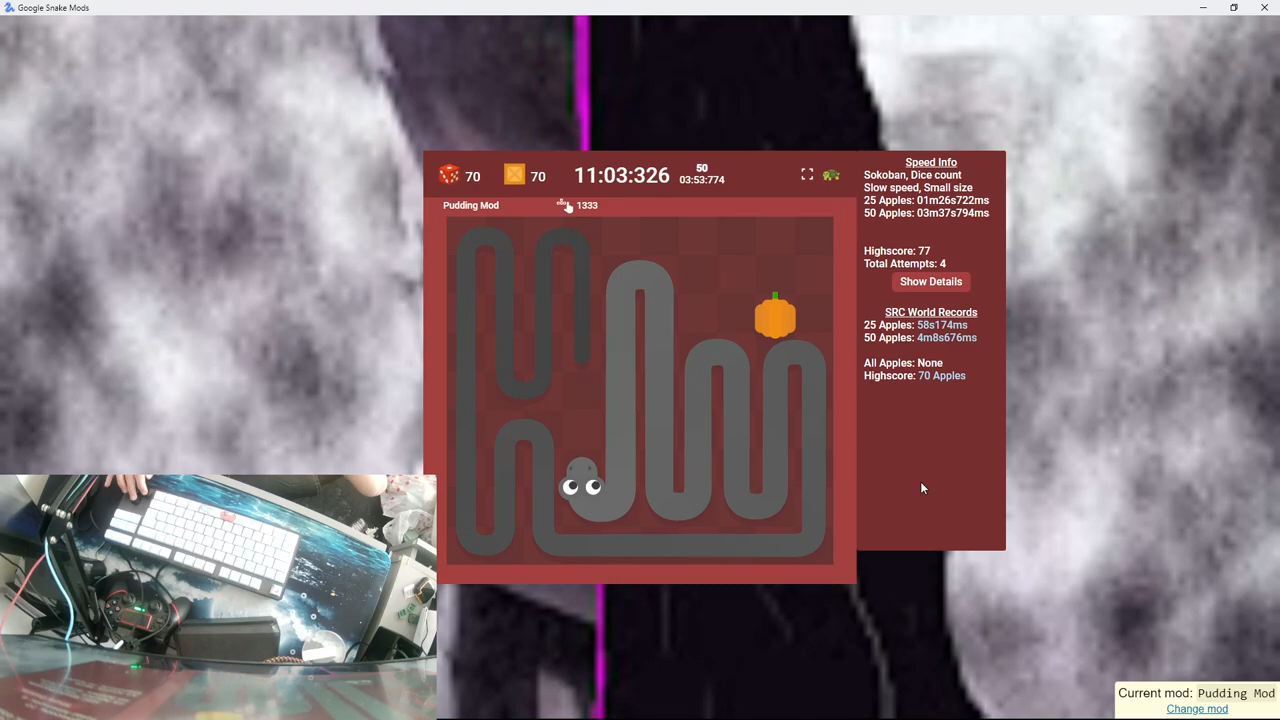 Google Snake Mods
70
70
11:03:326
50
03:53:774
Pudding Mod
1333
Speed Info
Sokoban, Dice count
Slow speed, Small size
25 Apples: 01m26s722ms
50 Apples: 03m37s794ms
Highscore: 77
Total Attempts: 4
Show Details
SRC World Records
25 Apples: 58s174ms
50 Apples: 4m8s676ms
All Apples: None
Highscore: 70 Apples
Current mod: Pudding Mod
Change mod